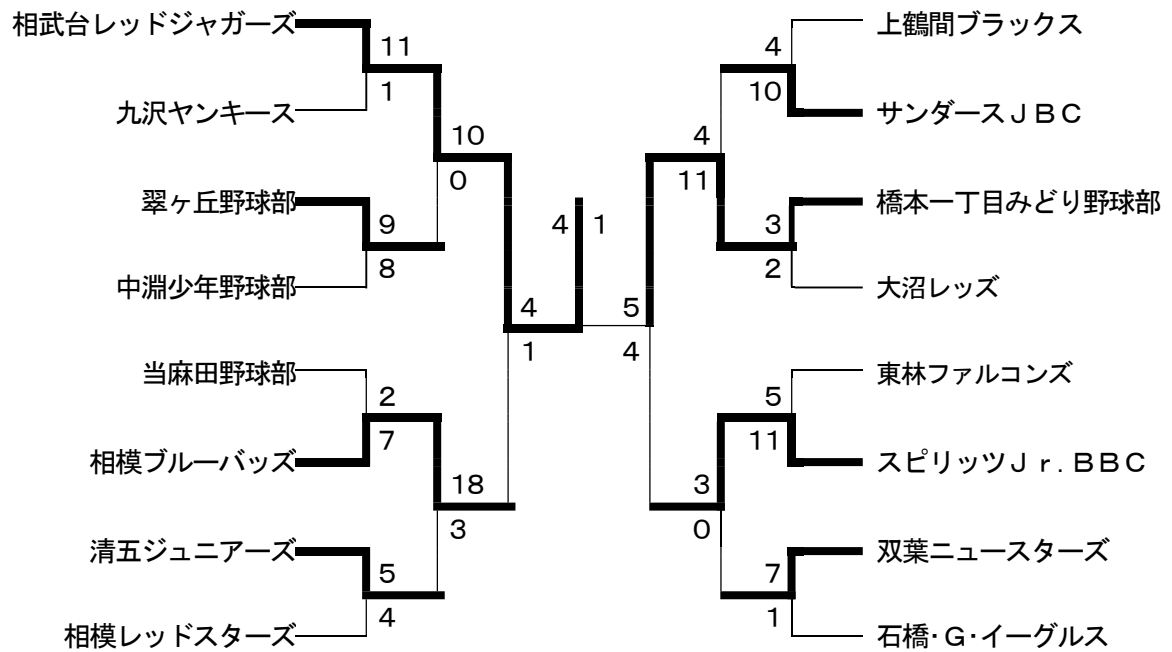 相武台レッドジャガーズ
11
1
九沢ヤンキース
10
0
翠ヶ丘野球部
9
8
中淵少年野球部
4
1
当麻田野球部
2
7
相模ブルーバッズ
18
3
清五ジュニアーズ
5
4
相模レッドスターズ
4
1
上鶴間ブラックス
4
10
サンダースJBC
4
11
橋本一丁目みどり野球部
3
2
大沼レッズ
5
4
東林ファルコンズ
5
11
スピリッツJr.BBC
3
0
双葉ニュースターズ
7
1
石橋・G・イーグルス